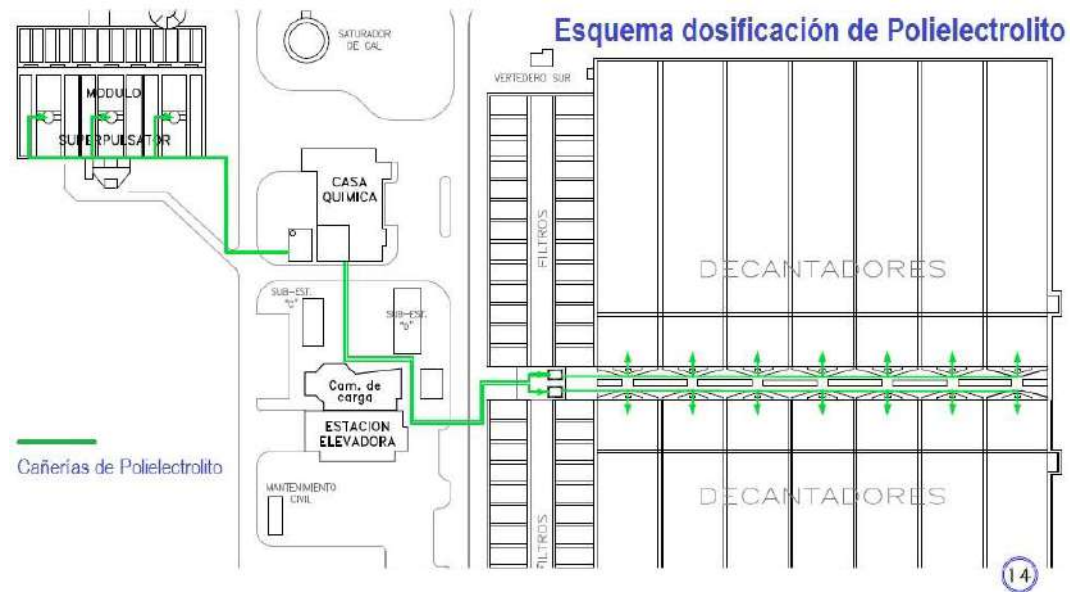 Esquema dosificación de Polielectrolito
SATURADOR
DE CAL
VERTEDERO SUR
MODULO
SUPERPULSATOR
CASA
QUIMICA
FILTROS
DECANTADORES
SUB-EST.
"C"
SUB-EST.
Cam. de
carga
ESTACION
ELEVADORA
Cañerías de Polielectrolito
MANTENIMIENTO
CIVIL
FILTROS
DECANTADORES
14